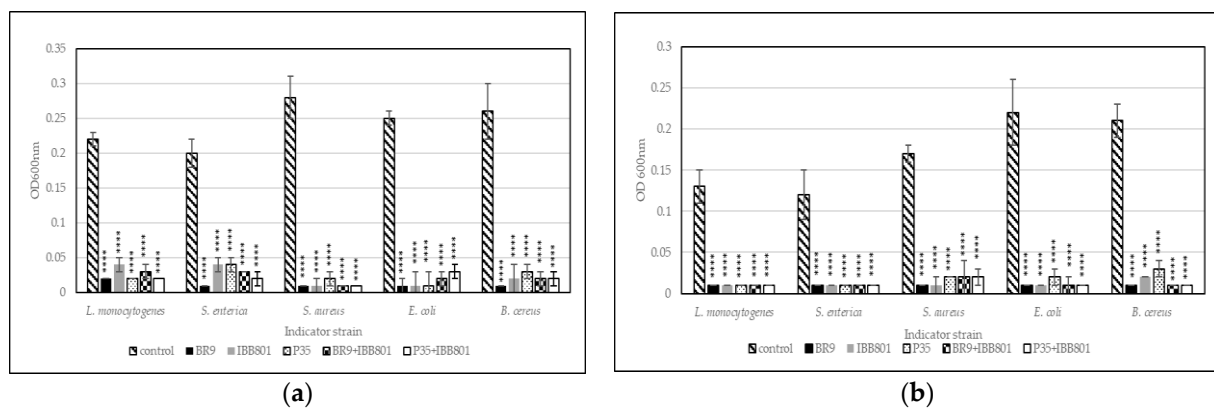 0.35
0.3
0.25
0.2
0.15
0.1
0.05
0
OD600nm
**** **** **** **** ****
**** **** **** **** ****
**** **** **** **** ****
**** **** **** **** ****
**** **** **** **** ****
L. monocytogenes S. enterica S. aureus E. coli B. cereus
Indicator strain
control BR9 IBB801 P35 BR9+IBB801 P35+IBB801
(a)
0.3
0.25
0.2
0.15
0.1
0.05
0
OD 600nm
**** **** **** **** ****
**** **** **** **** ****
**** **** **** **** ****
**** **** **** **** ****
**** **** **** **** ****
L. monocytogenes S. enterica S. aureus E. coli B. cereus
Indicator strain
control BR9 IBB801 P35 BR9+IBB801 P35+IBB801
(b)